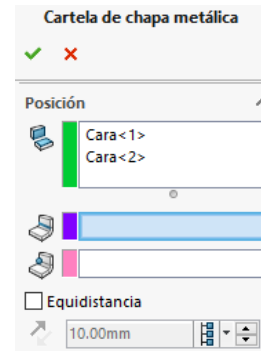 Cartela de chapa metálica
Posición
Cara<1>
Cara<2>
Equidistancia
10.00mm